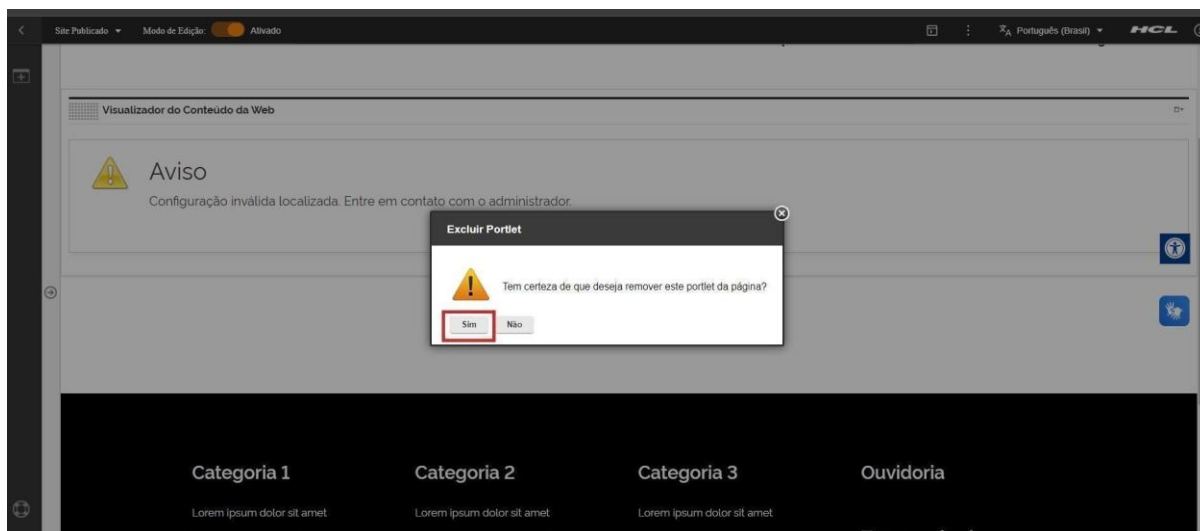 Site Publicado
Modo de Edição:
Ativado
Português (Brasil)
HCL
Visualizador do Conteúdo da Web
Aviso
Configuração inválida localizada. Entre em contato com o administrador.
Excluir Portlet
Tem certeza de que deseja remover este portlet da página?
Sim
Não
Categoria 1
Categoria 2
Categoria 3
Ouvidoria
Lorem ipsum dolor sit amet
Lorem ipsum dolor sit amet
Lorem ipsum dolor sit amet